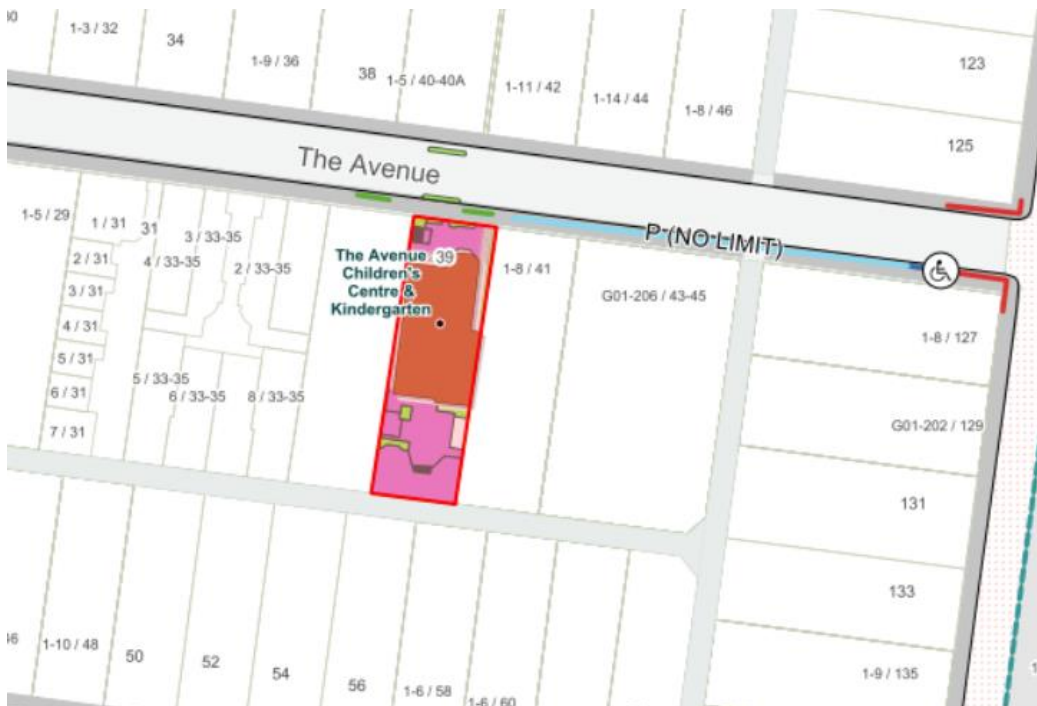 1-3 / 32
34
1-9 / 36
38
1-5 / 40-40A
1-11 / 42
1-14 / 44
1-8 / 46
123
125
The Avenue
P (NO LIMIT)
1-5 / 29
1 / 31
31
2 / 31
3 / 31
4 / 31
5 / 31
6 / 31
7 / 31
3 / 33-35
4 / 33-35
2 / 33-35
5 / 33-35
6 / 33-35
8 / 33-35
The Avenue
Children's
Centre &
Kindergarten
39
1-8 / 41
G01-206 / 43-45
1-8 / 127
G01-202 / 129
131
133
1-9 / 135
1-10 / 48
50
52
54
56
1-6 / 58
1-6 / 60